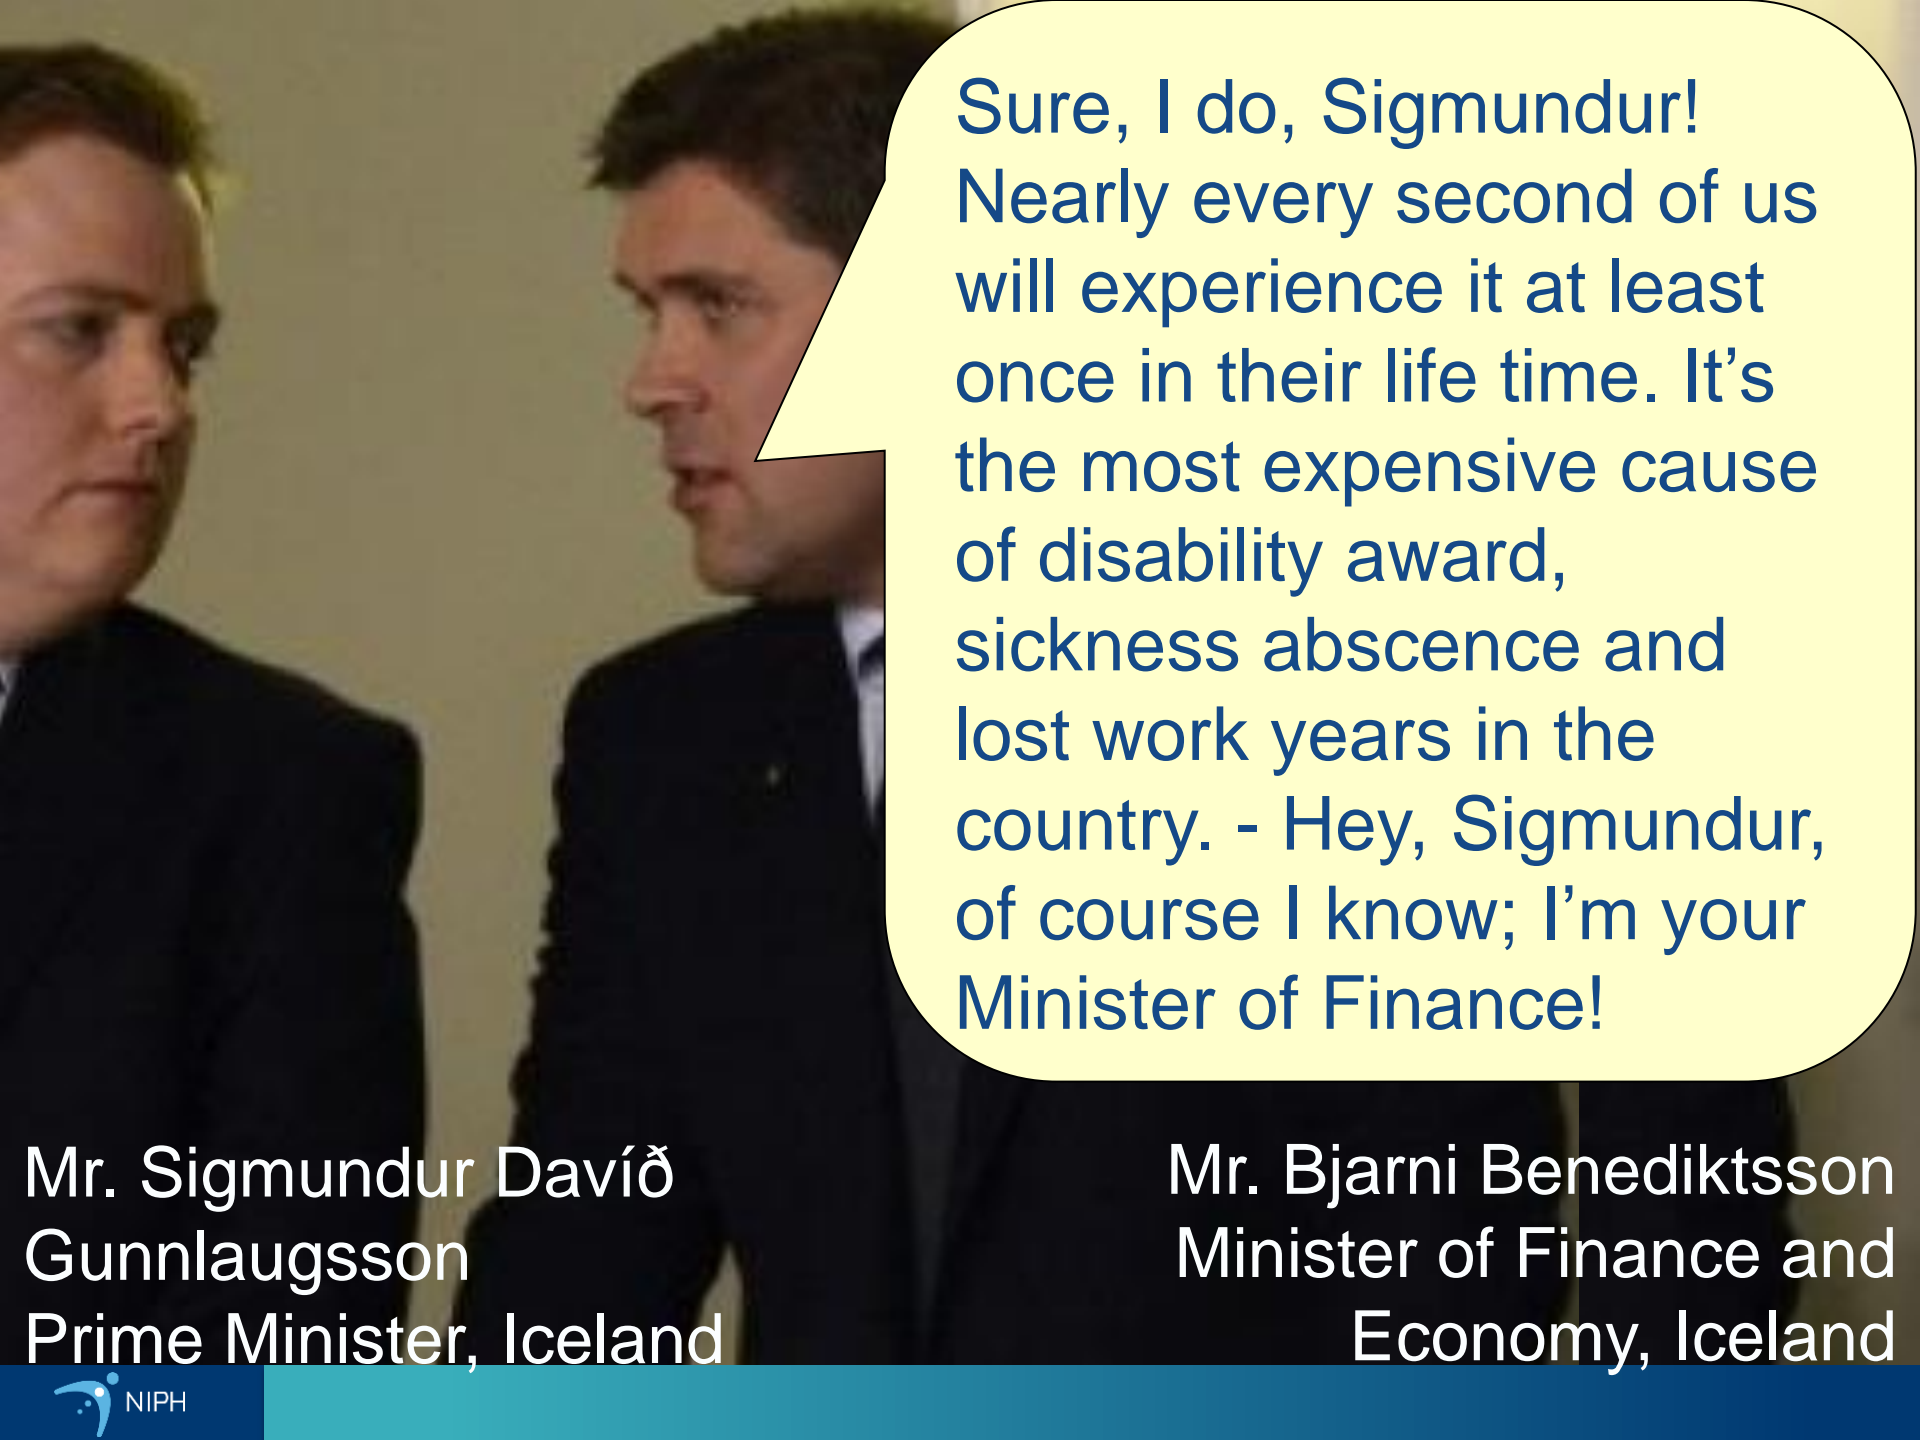 Sure, I do, Sigmundur!
Nearly every second of us
will experience it at least
once in their life time. It’s
the most expensive cause
of disability award,
sickness abscence and
lost work years in the
country. - Hey, Sigmundur,
of course I know; I’m your
Minister of Finance!
Mr. Sigmundur Davíð
Gunnlaugsson
Prime Minister, Iceland
Mr. Bjarni Benediktsson
Minister of Finance and
Economy, Iceland
NIPH